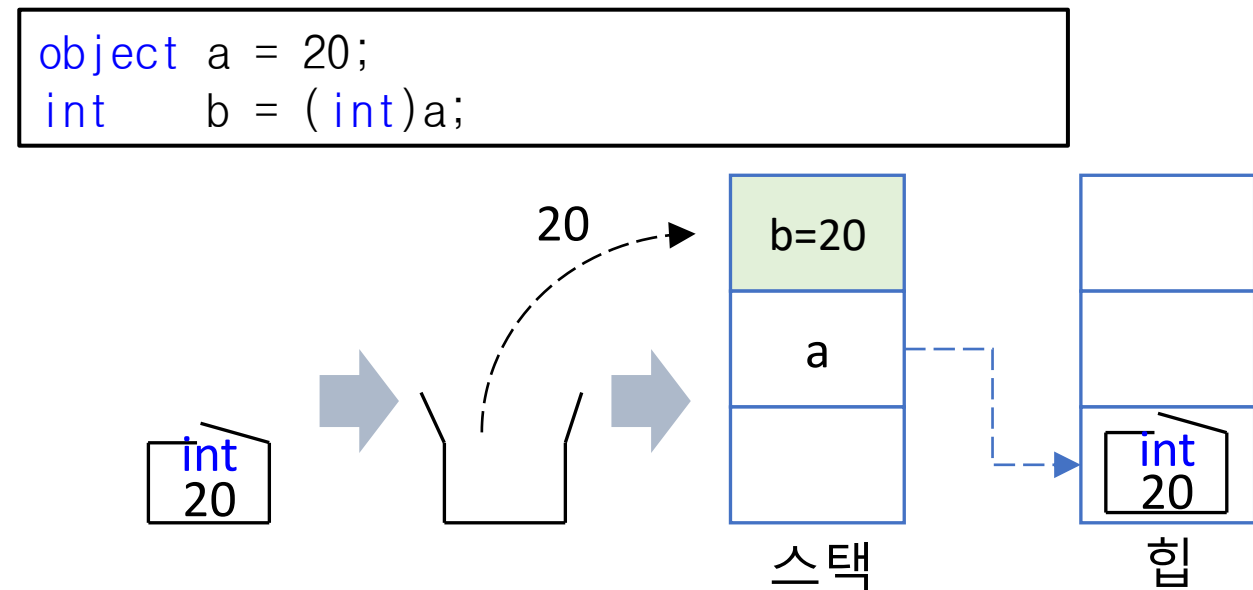 object a = 20;
int b = (int)a;
20
b=20
a
int
20
int
20
스택
힙